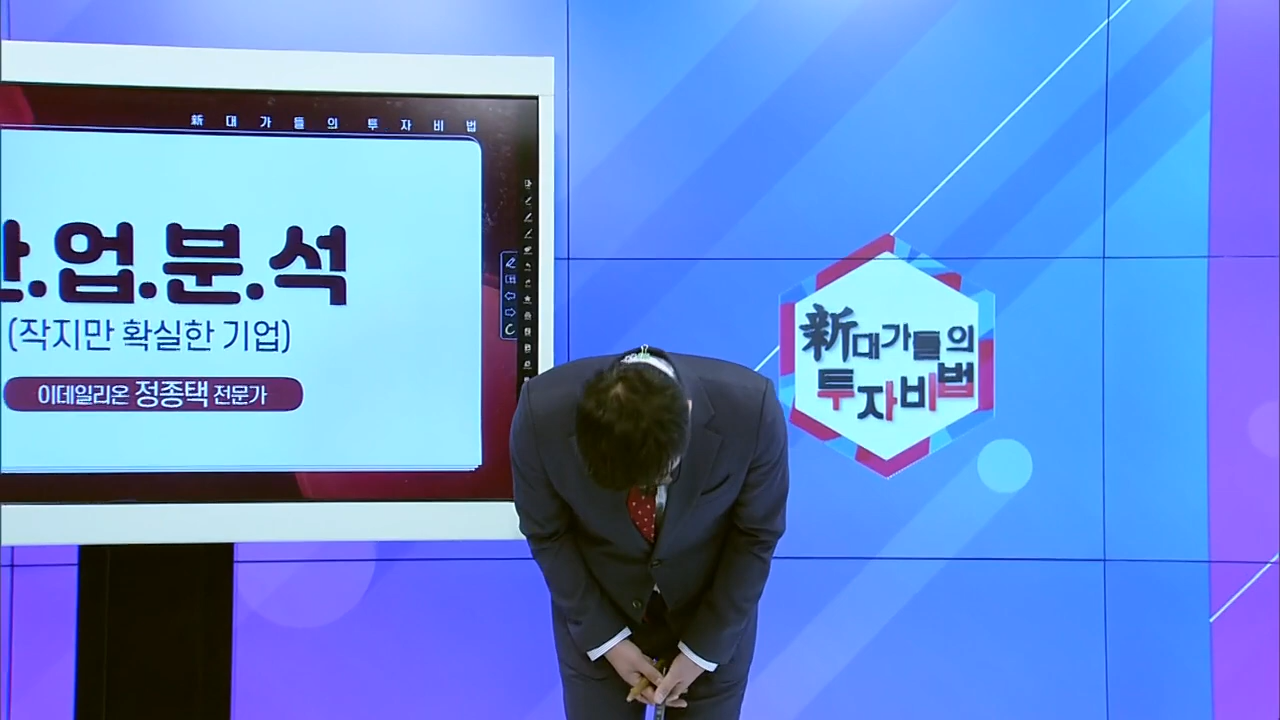 新 대 가 들 의 투 자 비 법
.업.분.석
(작지만 확실한 기업)
이데일리온 정종택 전문가
新대가들의
투자비법